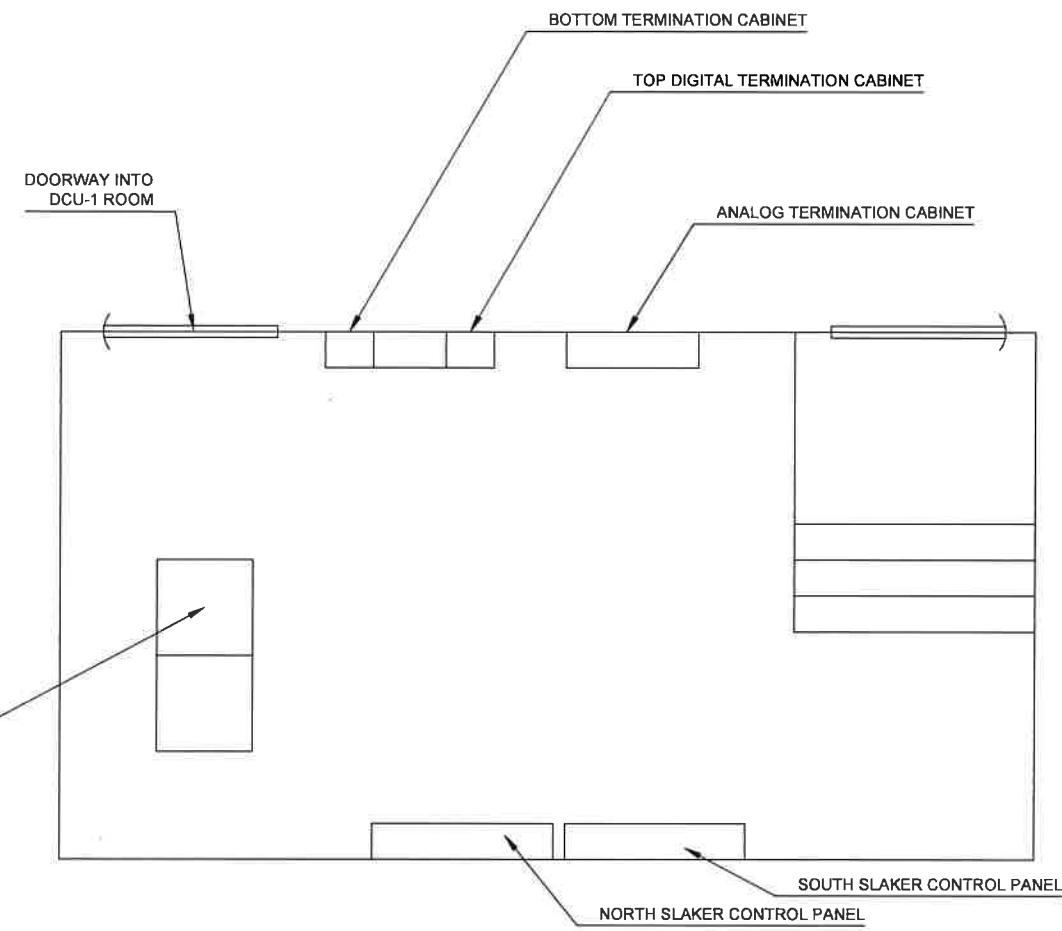 BOTTOM TERMINATION CABINET
TOP DIGITAL TERMINATION CABINET
DOORWAY INTO
DCU-1 ROOM
ANALOG TERMINATION CABINET
SOUTH SLAKER CONTROL PANEL
NORTH SLAKER CONTROL PANEL